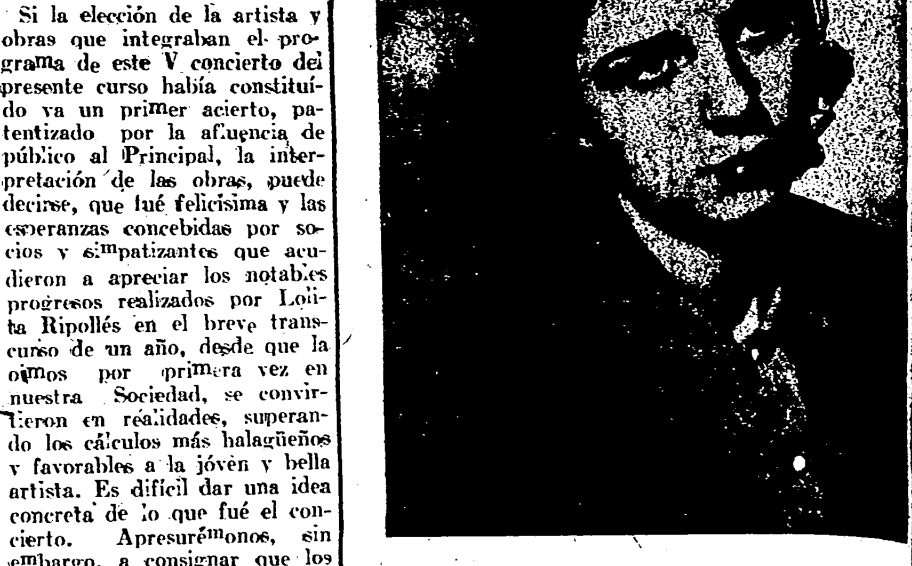 Si la elección de la artista y
obras que integraban el pro-
grama de este V concierto del
presente curso había constituí-
do ya un primer acierto, pa-
tentizado por la afluencia de
público al Principal, la inter-
pretación de las obras, puede
decirse, que fué felicisima y las
esperanzas concebidas por so-
cios y simpatizantes que acu-
dieron a apreciar los notables
progresos realizados por Loli-
ta Ripollés en el breve trans-
curso de un año, desde que la
oimos por primera vez en
nuestra Sociedad, se convir-
tieron en realidades, superan-
do los cálculos más halagüeños
y favorables a la jóven y bella
artista. Es difícil dar una idea
concreta de lo que fué el con-
cierto. Apresurémonos, sin
embargo, a consignar que los